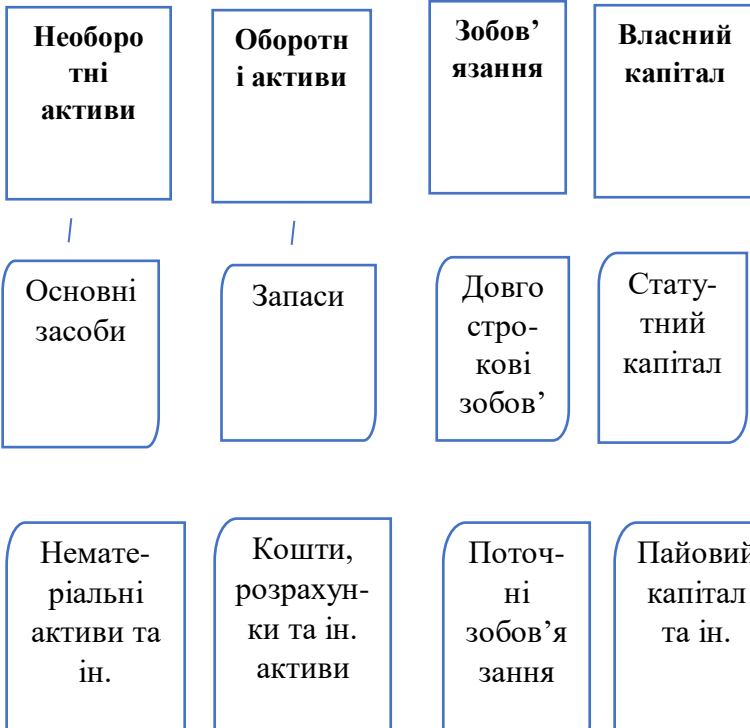 Необоро
тні
активи
Оборотн
і активи
Зобов’
язання
Власний
капітал
Основні
засоби
Запаси
Довго
стро-
кові
зобов’
Стату-
тний
капітал
Немате-
ріальні
активи та
ін.
Кошти,
розрахун-
ки та ін.
активи
Поточ-
ні
зобов’я
зання
Пайовий
капітал
та ін.